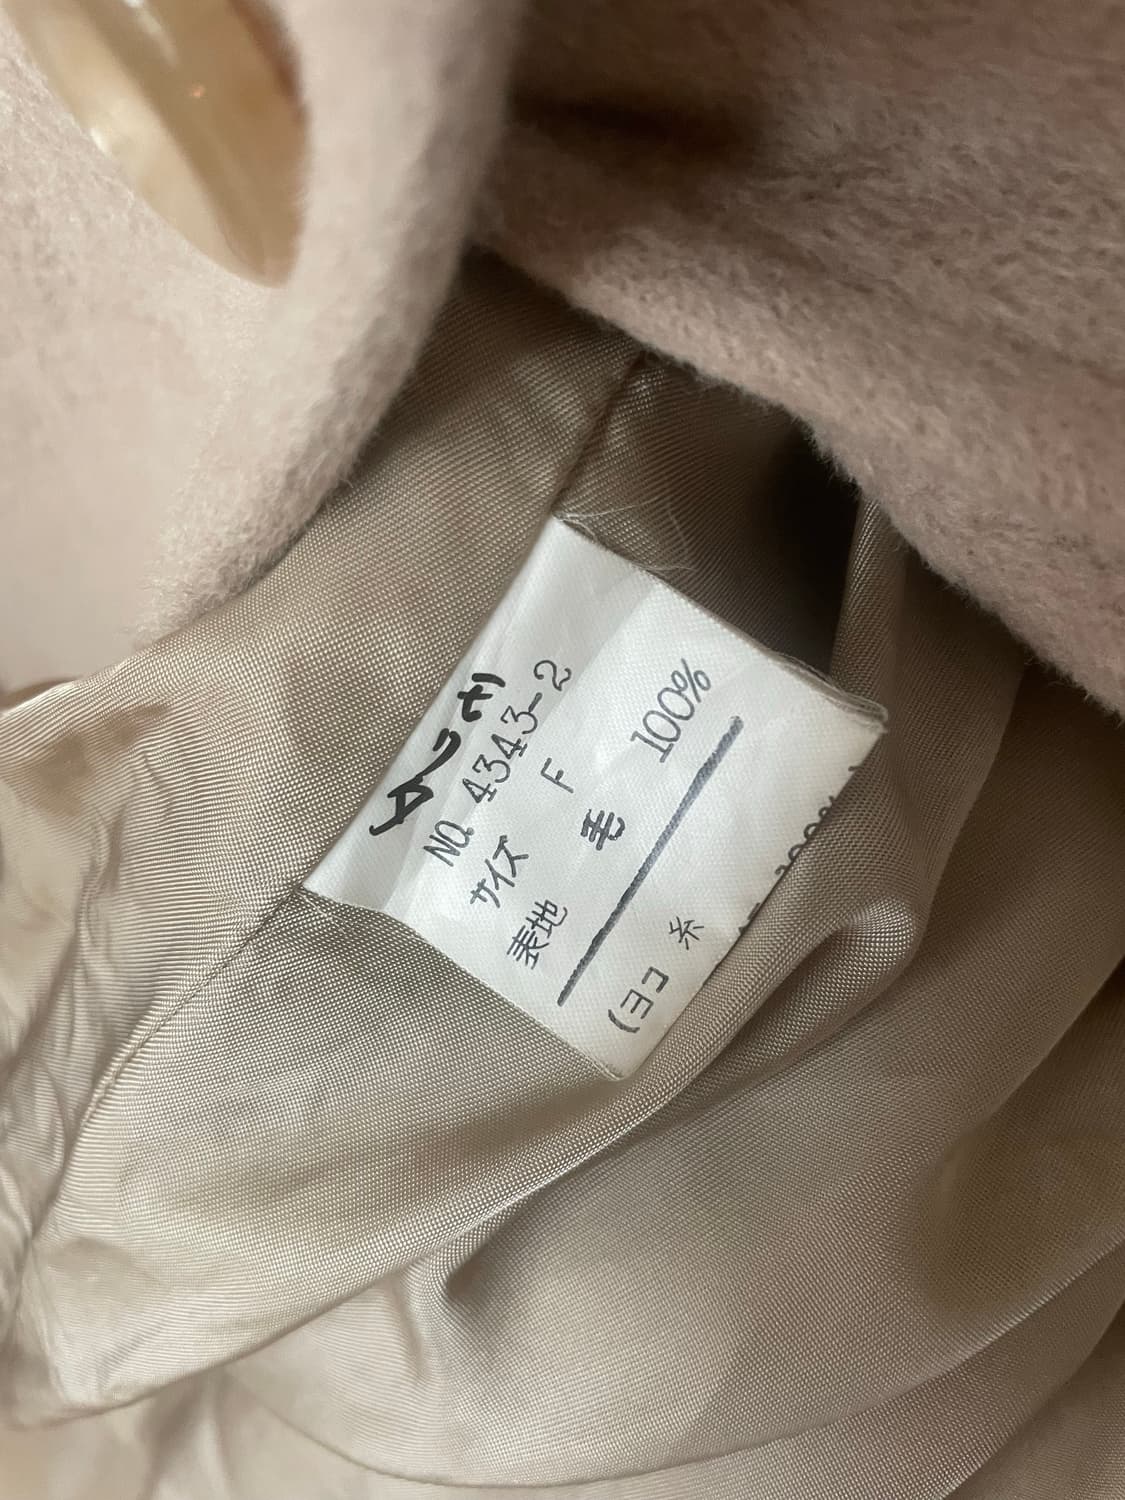 NO. 4343-2
サイズ F
表地 毛 100%
(ヨコ 糸